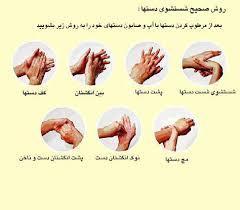 روش صحیح شستشوی دستها :
بعد از مرطوب کردن دستها با آب و صابون دستهای خود را به روش زیر بشویید
شستشوی شست دستها
پشت دستها
بین انگشتان
کف دستها
مچ دستها
نوک انگشتان دست
پشت انگشتان دست و ناخن